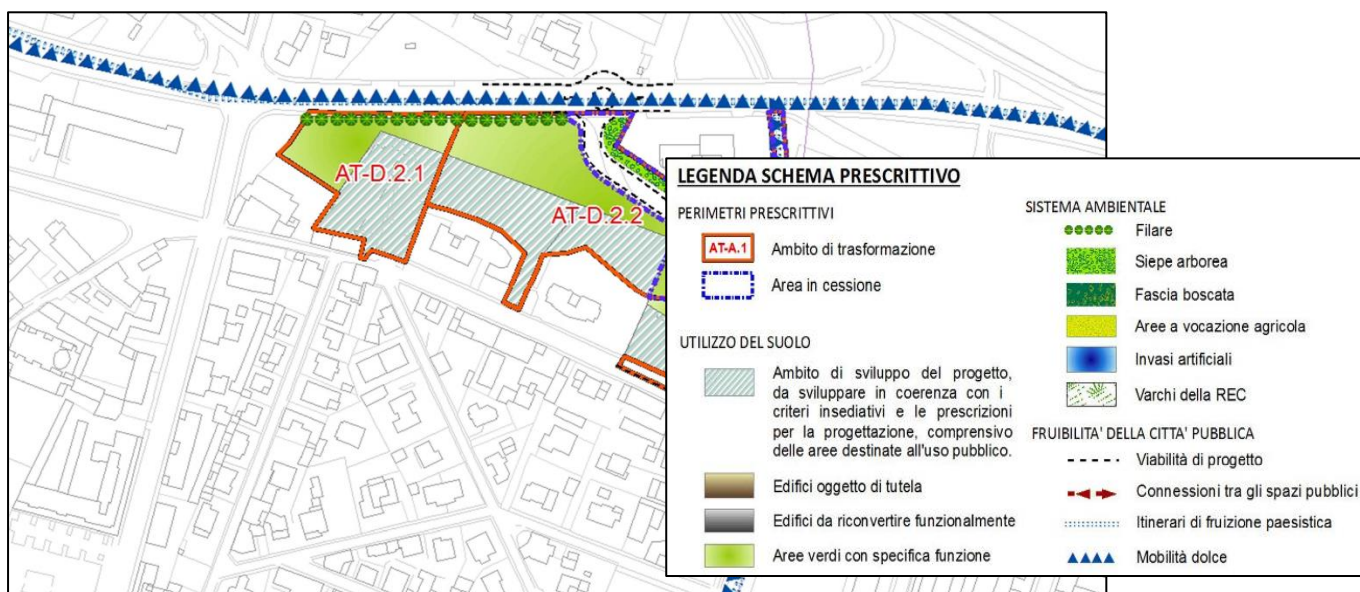 AT-D.2.1
AT-D.2.2
LEGENDA SCHEMA PRESCRITTIVO
PERIMETRI PRESCRITTIVI
AT-A.1
Ambito di trasformazione
Area in cessione
UTILIZZO DEL SUOLO
Ambito di sviluppo del progetto,
da sviluppare in coerenza con i
criteri insediativi e le prescrizioni
per la progettazione, comprensivo
delle aree destinate all'uso pubblico.
Edifici oggetto di tutela
Edifici da riconvertire funzionalmente
Aree verdi con specifica funzione
SISTEMA AMBIENTALE
Filare
Siepe arborea
Fascia boscata
Aree a vocazione agricola
Invasi artificiali
Varchi della REC
FRUIBILITA' DELLA CITTA' PUBBLICA
Viabilità di progetto
Connessioni tra gli spazi pubblici
Itinerari di fruizione paesistica
Mobilità dolce